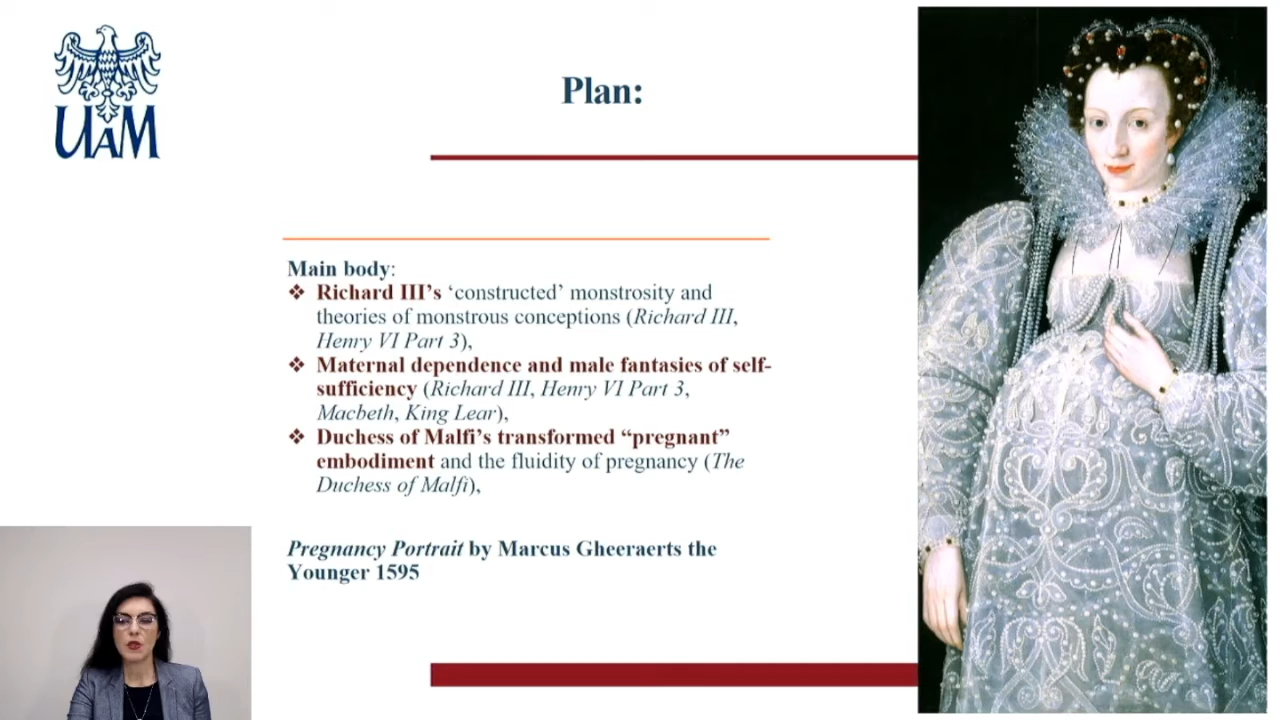 UAM
Plan:
Main body:
❖ Richard III’s ‘constructed’ monstrosity and
theories of monstrous conceptions (Richard III,
Henry VI Part 3),
❖ Maternal dependence and male fantasies of self-
sufficiency (Richard III, Henry VI Part 3,
Macbeth, King Lear),
❖ Duchess of Malfi’s transformed “pregnant”
embodiment and the fluidity of pregnancy (The
Duchess of Malfi),
Pregnancy Portrait by Marcus Gheeraerts the
Younger 1595